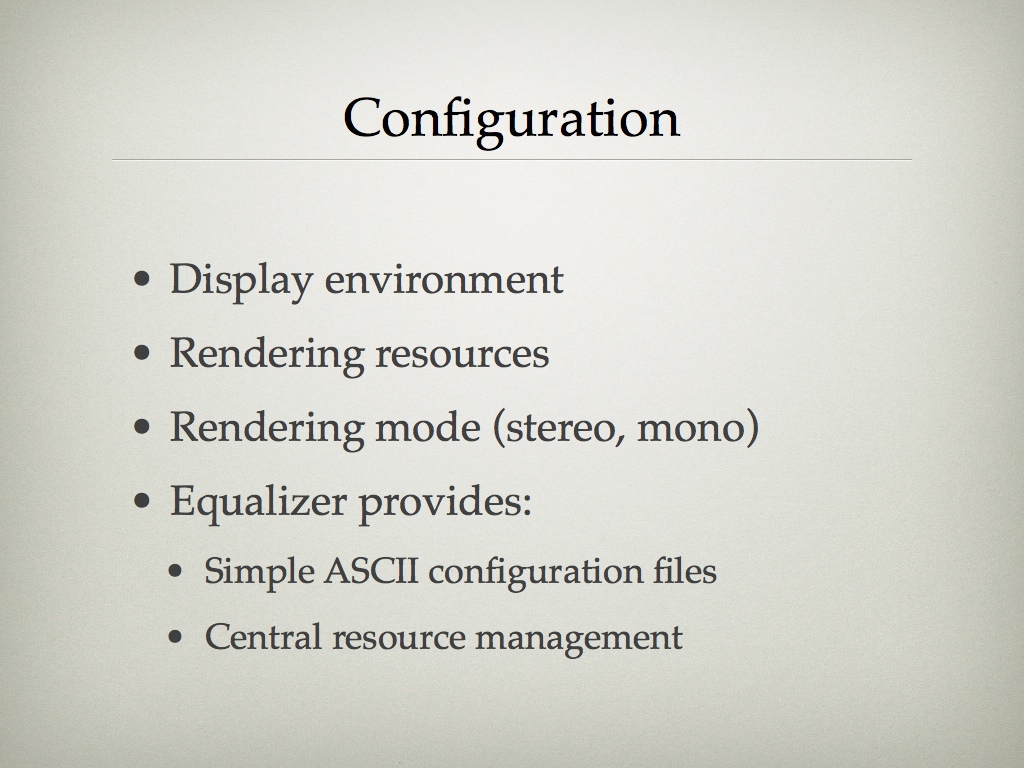 Configuration
• Display environment
• Rendering resources
• Rendering mode (stereo, mono)
• Equalizer provides:
• Simple ASCII configuration files
• Central resource management